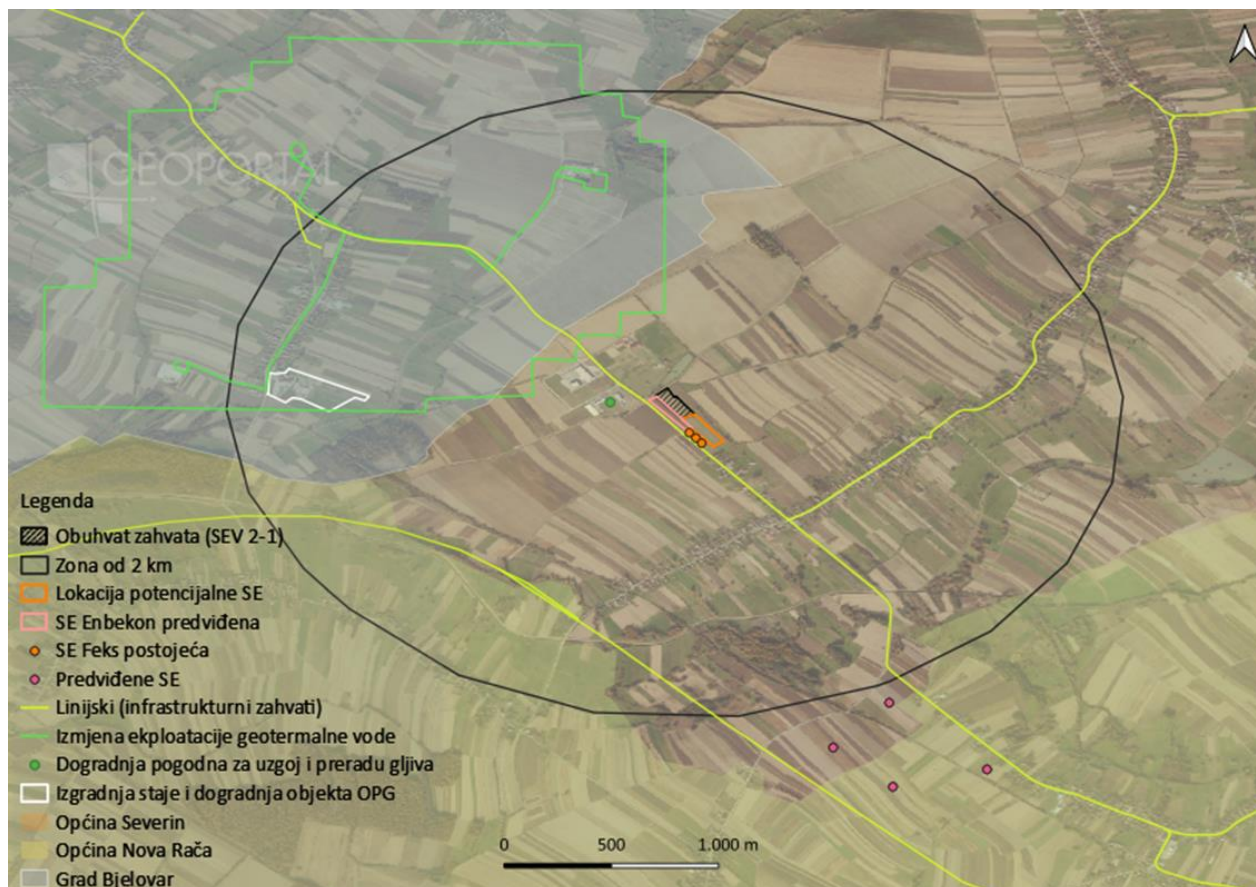 GEOPORTAL
Legenda
Obuhvat zahvata (SEV 2-1)
Zona od 2 km
Lokacija potencijalne SE
SE Enbekon predviđena
SE Feks postojeća
Predviđene SE
Linijski (infrastrukturni zahvati)
Izmjena ekploatacije geotermalne vode
Dogradnja pogodna za uzgoj i preradu gljiva
Izgradnja staje i dogradnja objekta OPG
Općina Severin
Općina Nova Rača
Grad Bjelovar
0 500 1.000 m